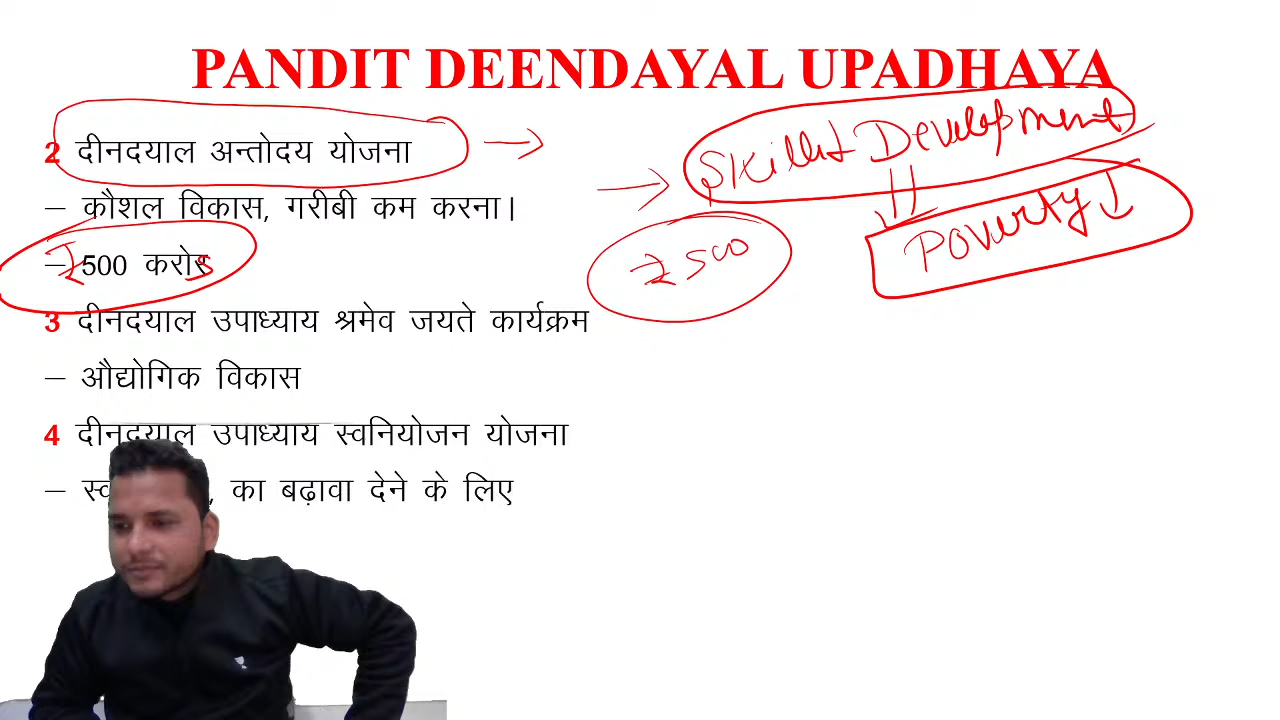 PANDIT DEENDAYAL UPADHAYA
2 दीनदयाल अन्तोदय योजना →
→ Skilled Development
– कौशल विकास, गरीबी कम करना।
Poverty ↓
– ₹ 500 करोर
₹ 500
3 दीनदयाल उपाध्याय श्रमेव जयते कार्यक्रम
– औद्योगिक विकास
4 दीनदयाल उपाध्याय स्वनियोजन योजना
– का बढ़ावा देने के लिए